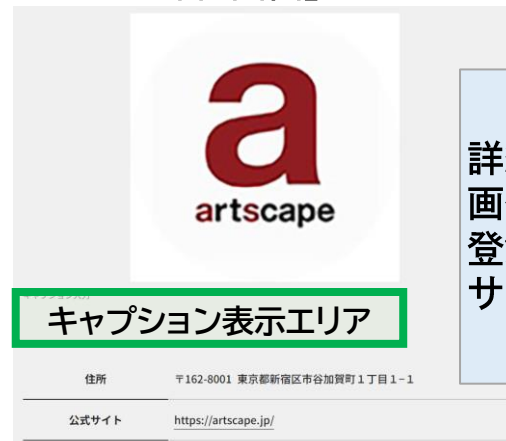 a
artscape
キャプション表示エリア
住所 〒162-8001 東京都新宿区市谷加賀町1丁目1−1
公式サイト https://artscape.jp/
詳
画
登
サ